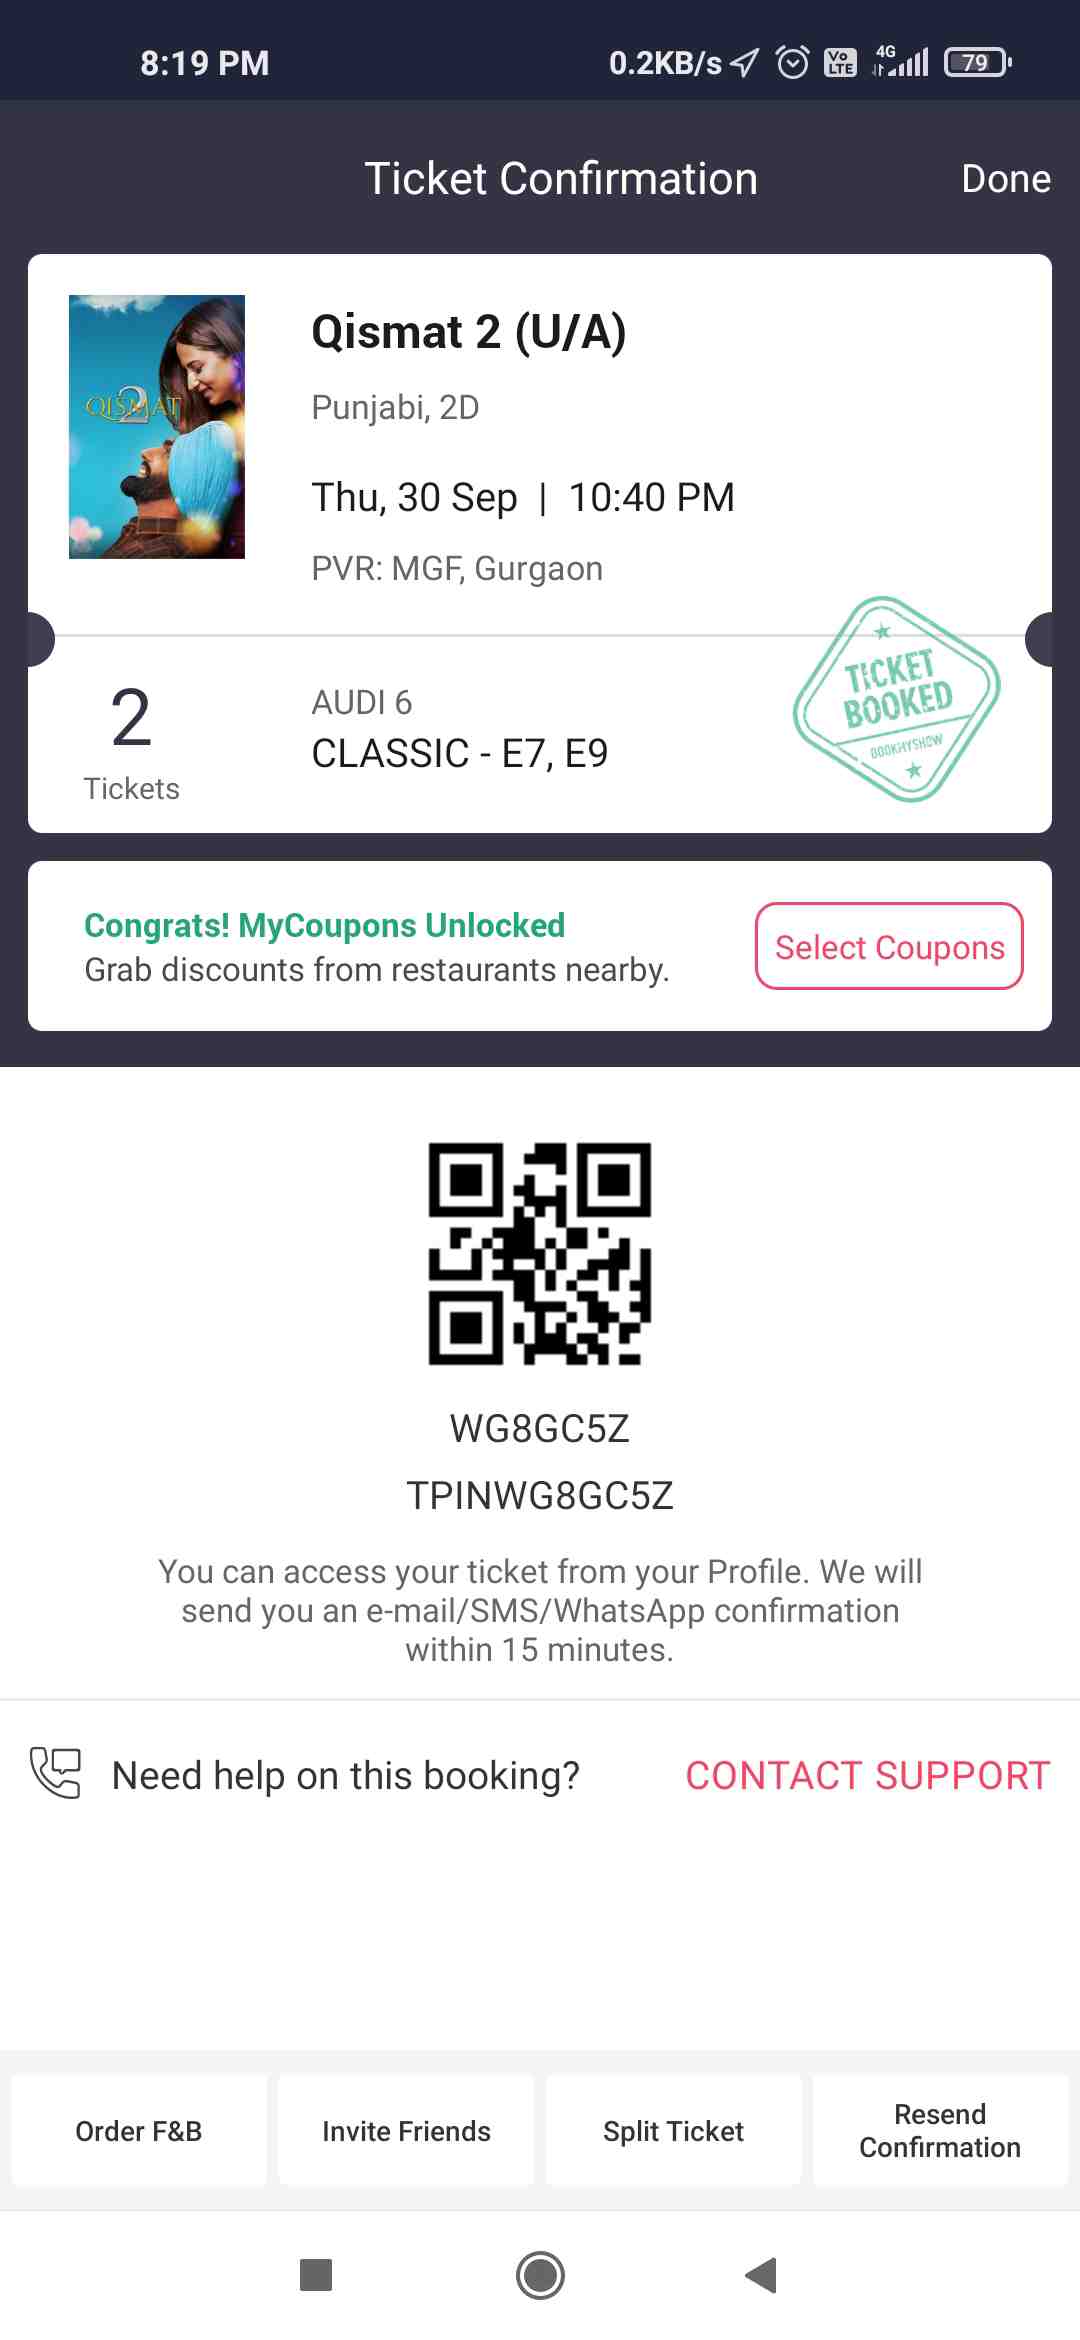 8:19 PM
0.2KB/s
Vo LTE
4G
79
Ticket Confirmation
Done
QISMAT 2
Qismat 2 (U/A)
Punjabi, 2D
Thu, 30 Sep | 10:40 PM
PVR: MGF, Gurgaon
2
Tickets
AUDI 6
CLASSIC - E7, E9
TICKET
BOOKED
BOOKMYSHOW
Congrats! MyCoupons Unlocked
Grab discounts from restaurants nearby.
Select Coupons
WG8GC5Z
TPINWG8GC5Z
You can access your ticket from your Profile. We will
send you an e-mail/SMS/WhatsApp confirmation
within 15 minutes.
Need help on this booking?
CONTACT SUPPORT
Order F&B
Invite Friends
Split Ticket
Resend
Confirmation